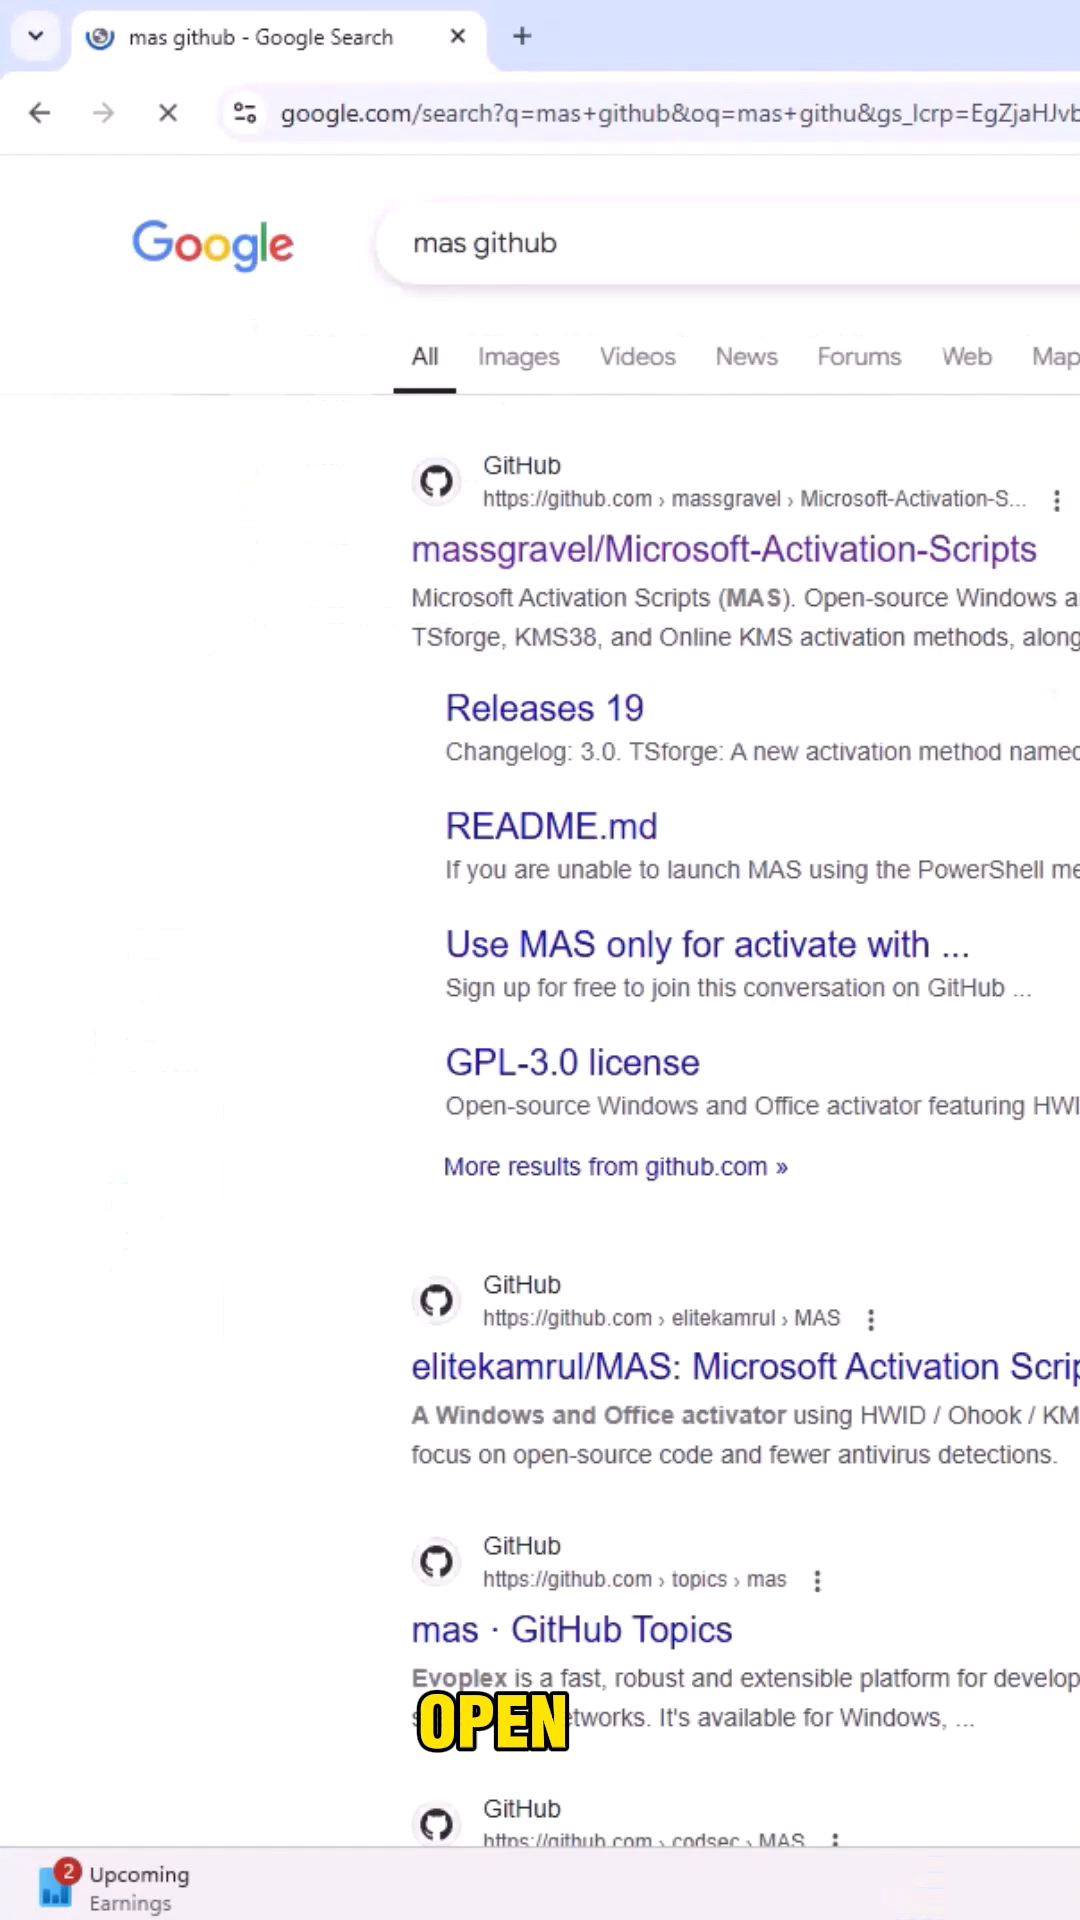 mas github - Google Search
google.com/search?q=mas+github&oq=mas+githu&gs_lcrp=EgZjaHJvb
Google
mas github
All Images Videos News Forums Web Map
GitHub
https://github.com › massgravel › Microsoft-Activation-S...
massgravel/Microsoft-Activation-Scripts
Microsoft Activation Scripts (MAS). Open-source Windows a
TSforge, KMS38, and Online KMS activation methods, along
Releases 19
Changelog: 3.0. TSforge: A new activation method named
README.md
If you are unable to launch MAS using the PowerShell me
Use MAS only for activate with ...
Sign up for free to join this conversation on GitHub ...
GPL-3.0 license
Open-source Windows and Office activator featuring HWI
More results from github.com »
GitHub
https://github.com › elitekamrul › MAS
elitekamrul/MAS: Microsoft Activation Scrip
A Windows and Office activator using HWID / Ohook / KM
focus on open-source code and fewer antivirus detections.
GitHub
https://github.com › topics › mas
mas · GitHub Topics
Evoplex is a fast, robust and extensible platform for develop
OPEN etworks. It's available for Windows, ...
GitHub
https://github.com › codsec › MAS
2 Upcoming
Earnings